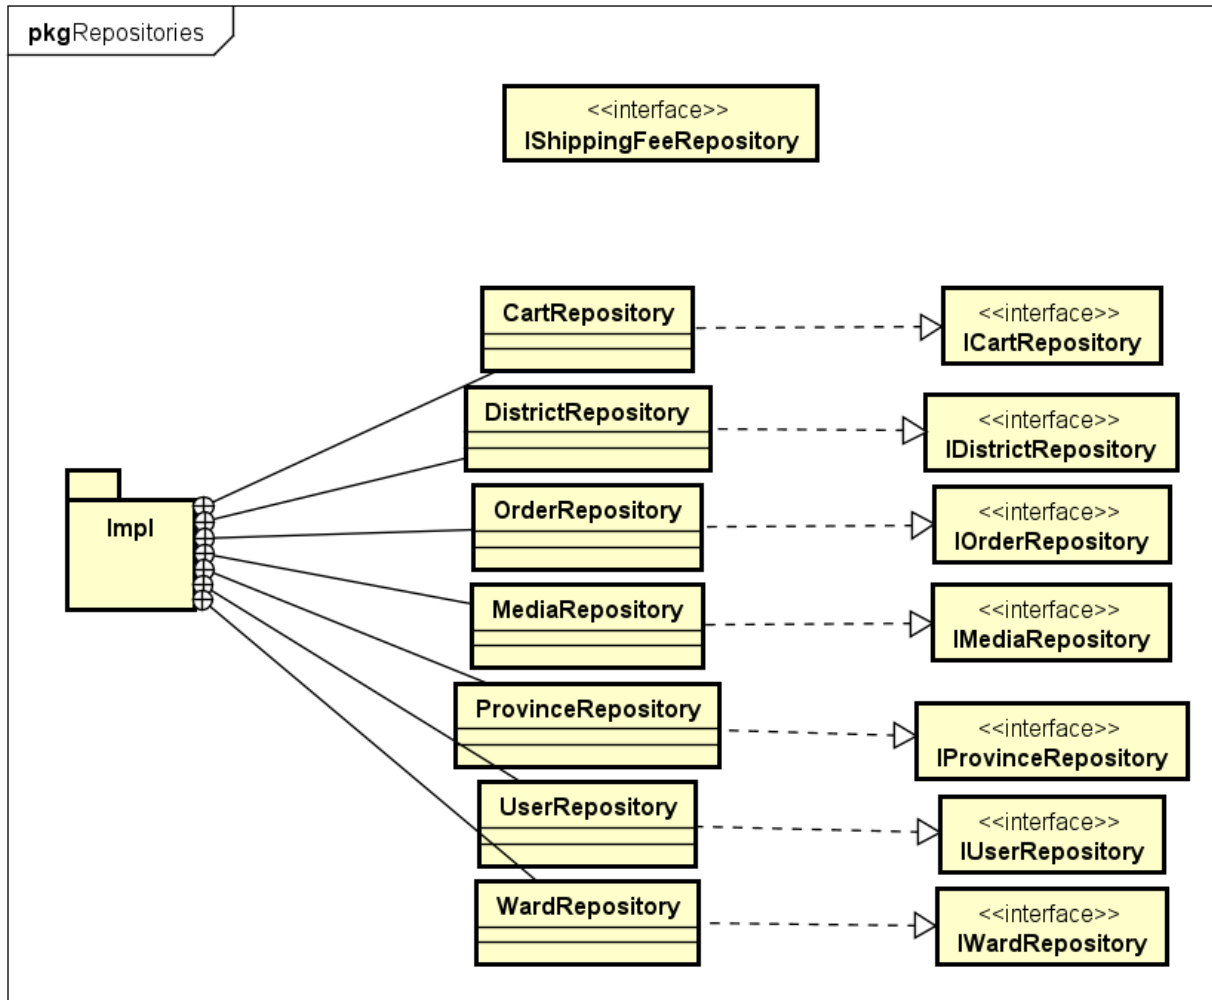 pkgRepositories
<<interface>>
IShippingFeeRepository
CartRepository
<<interface>>
ICartRepository
DistrictRepository
<<interface>>
IDistrictRepository
Impl
OrderRepository
<<interface>>
IOrderRepository
MediaRepository
<<interface>>
IMediaRepository
ProvinceRepository
<<interface>>
IProvinceRepository
UserRepository
<<interface>>
IUserRepository
WardRepository
<<interface>>
IWardRepository